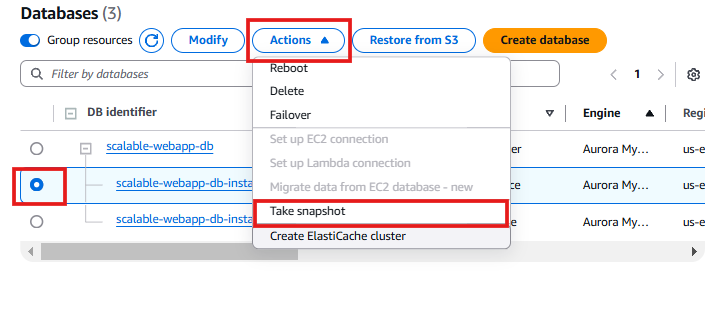 Databases (3)
Group resources Modify Actions Restore from S3 Create database
Filter by databases 1
Reboot
Delete
Failover
Set up EC2 connection
Set up Lambda connection
Migrate data from EC2 database - new
Take snapshot
Create ElastiCache cluster
DB identifier Engine Regi
scalable-webapp-db er Aurora My... us-e
scalable-webapp-db-insta ce Aurora My... us-e
scalable-webapp-db-insta e Aurora My... us-e